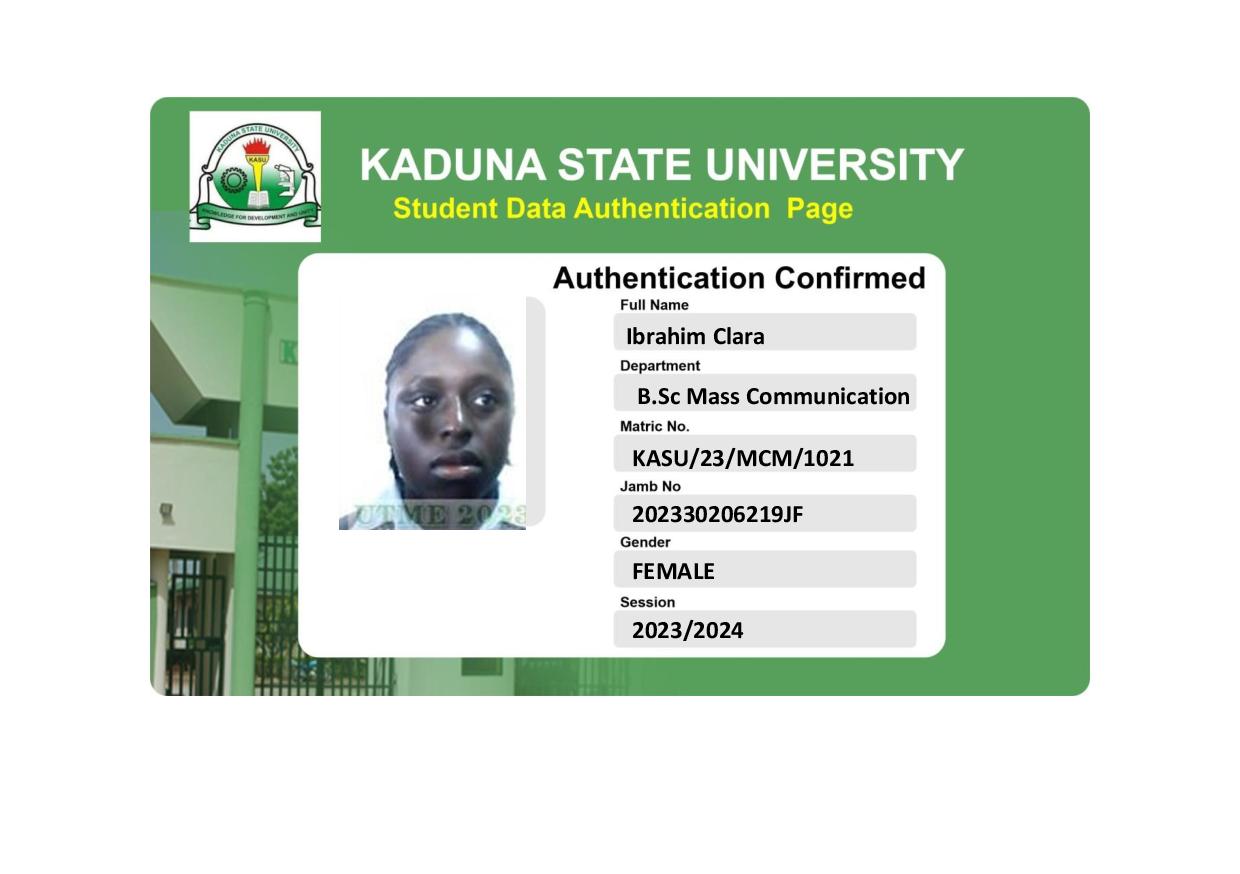 KADUNA STATE UNIVERSITY
KASU
KNOWLEDGE FOR DEVELOPMENT AND UNITY
KADUNA STATE UNIVERSITY
Student Data Authentication Page
Authentication Confirmed
Full Name
Ibrahim Clara
Department
B.Sc Mass Communication
Matric No.
KASU/23/MCM/1021
Jamb No
202330206219JF
Gender
FEMALE
Session
2023/2024
UTME 2023
K